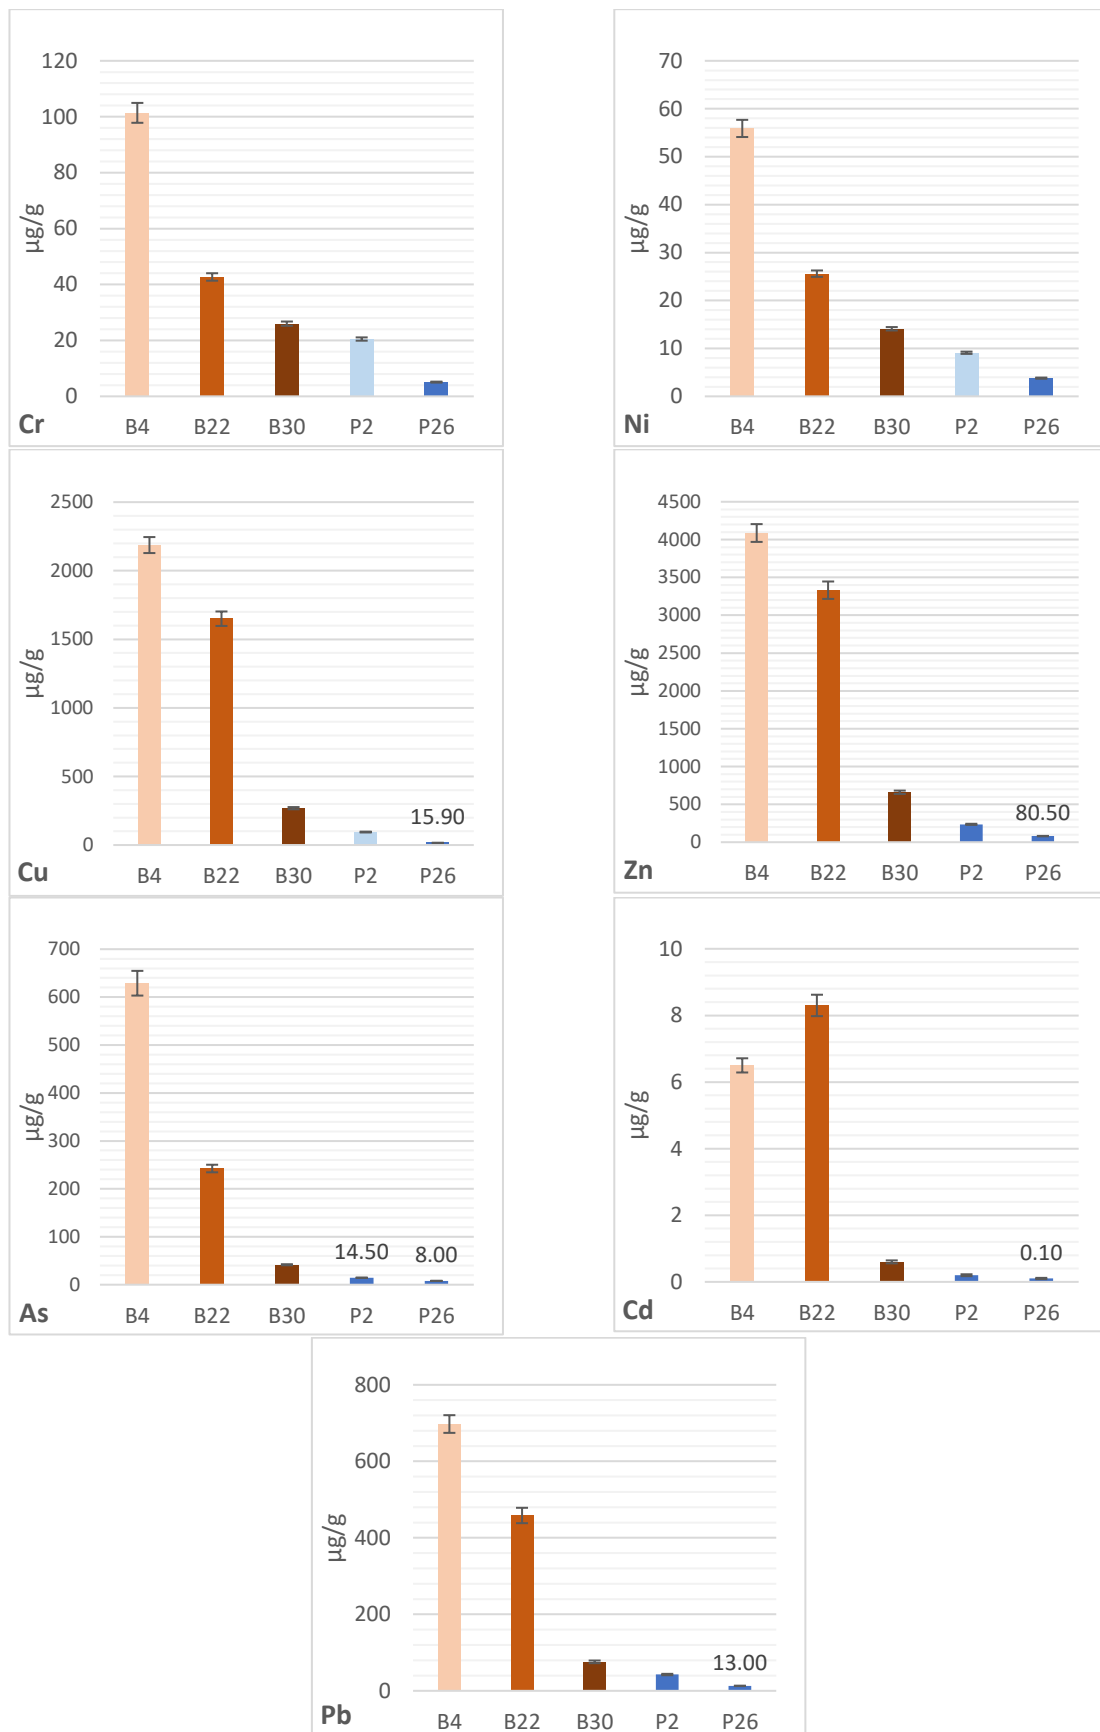 120
100
80
60
40
20
0
µg/g
Cr
B4 B22 B30 P2 P26
70
60
50
40
30
20
10
0
µg/g
Ni
B4 B22 B30 P2 P26
2500
2000
1500
1000
500
0
µg/g
15.90
Cu
B4 B22 B30 P2 P26
4500
4000
3500
3000
2500
2000
1500
1000
500
0
µg/g
80.50
Zn
B4 B22 B30 P2 P26
700
600
500
400
300
200
100
0
µg/g
14.50 8.00
As
B4 B22 B30 P2 P26
10
8
6
4
2
0
µg/g
0.10
Cd
B4 B22 B30 P2 P26
800
600
400
200
0
µg/g
13.00
Pb
B4 B22 B30 P2 P26